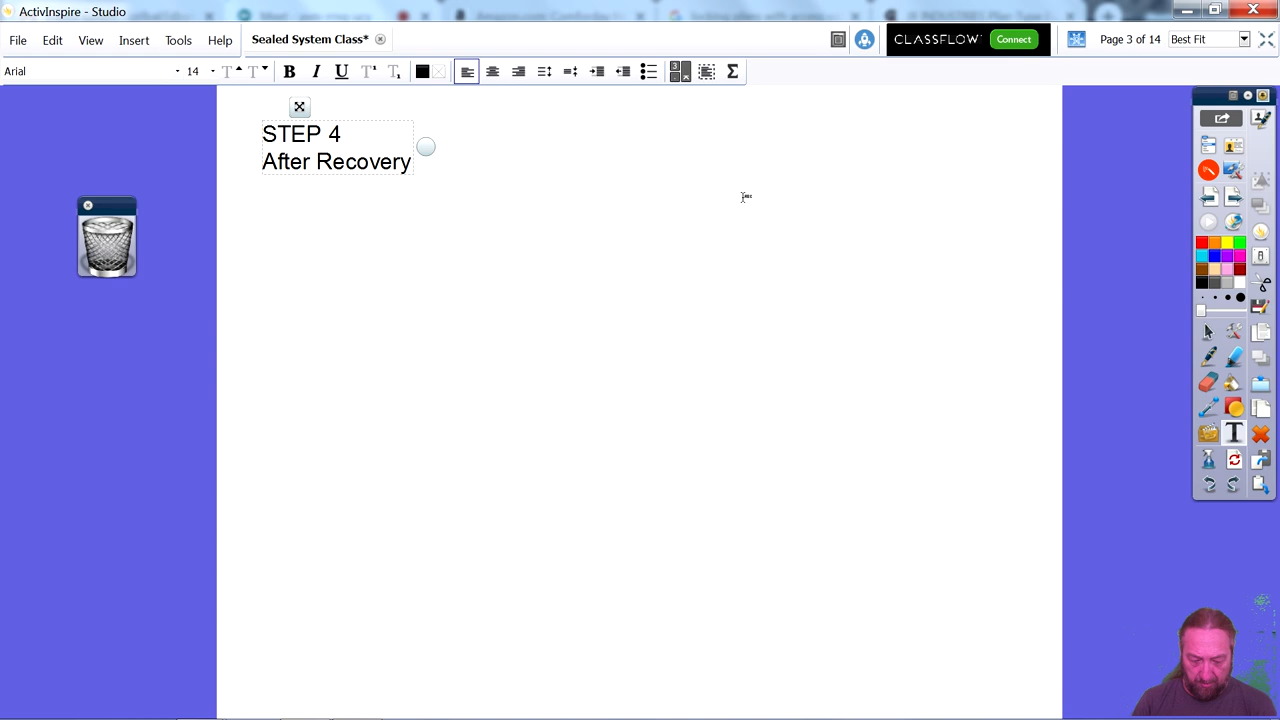 ActivInspire - Studio
File Edit View Insert Tools Help Sealed System Class* CLASSFLOW Connect Page 3 of 14 Best Fit
Arial 14 B I U T T Σ
STEP 4
After Recovery